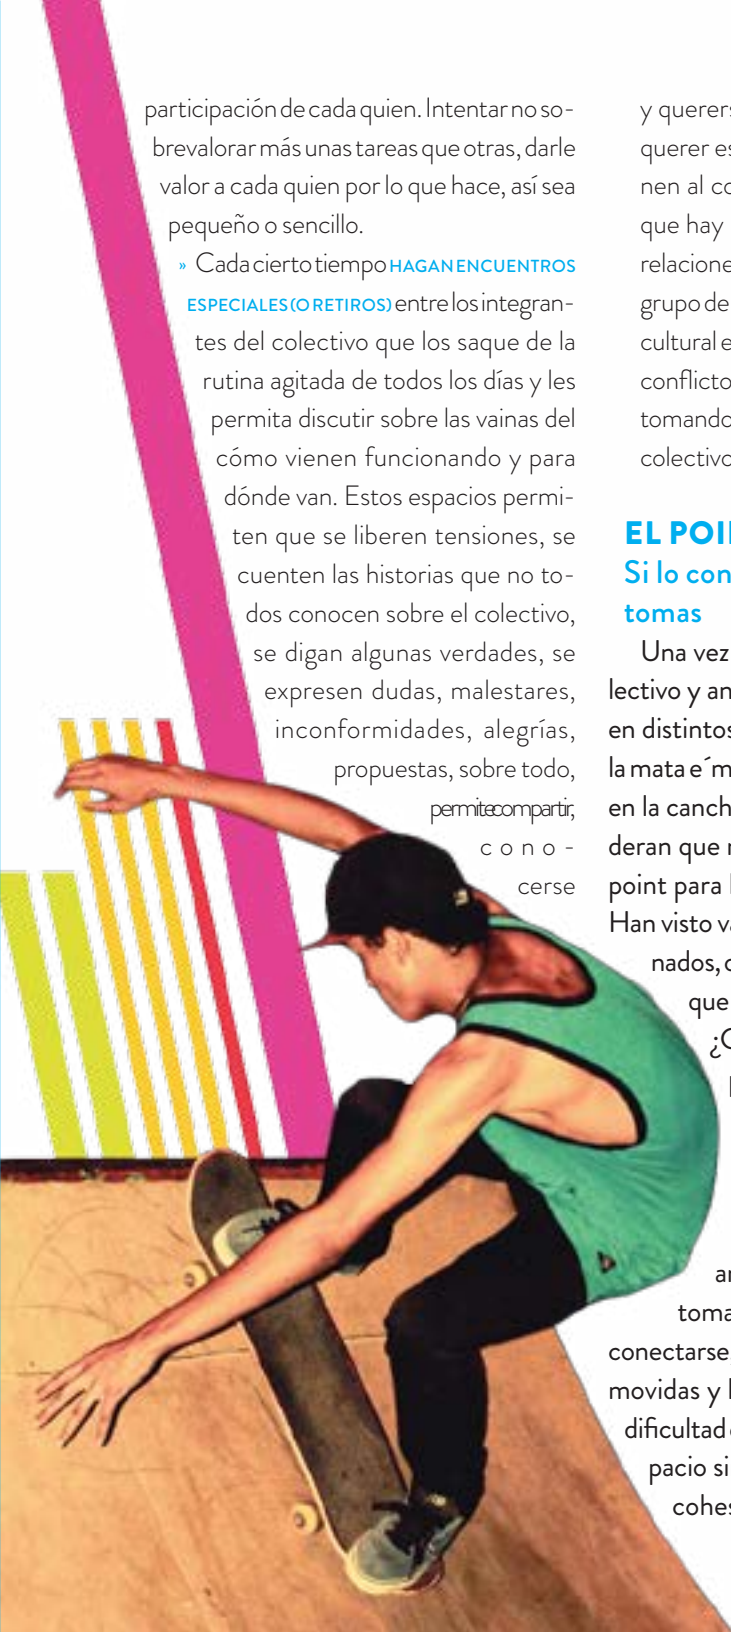 participación de cada quien. Intentar no so-
brevalorar más unas tareas que otras, darle
valor a cada quien por lo que hace, así sea
pequeño o sencillo.
» Cada cierto tiempo HAGAN ENCUENTROS
ESPECIALES (O RETIROS) entre los integran-
tes del colectivo que los saque de la
rutina agitada de todos los días y les
permita discutir sobre las vainas del
cómo vienen funcionando y para
dónde van. Estos espacios permi-
ten que se liberen tensiones, se
cuenten las historias que no to-
dos conocen sobre el colectivo,
se digan algunas verdades, se
expresen dudas, malestares,
inconformidades, alegrías,
propuestas, sobre todo,
permite compartir,
cono-
cerse
y querers
querer es
nen al co
que hay
relacione
grupo de
cultural e
conflicto
tomando
colectivo
EL POI
Si lo con
tomas
Una vez
lectivo y an
en distintos
la mata e´m
en la canch
deran que
point para
Han visto va
nados,
que
toma
conectarse,
movidas y
dificultad
pacio si
cohes